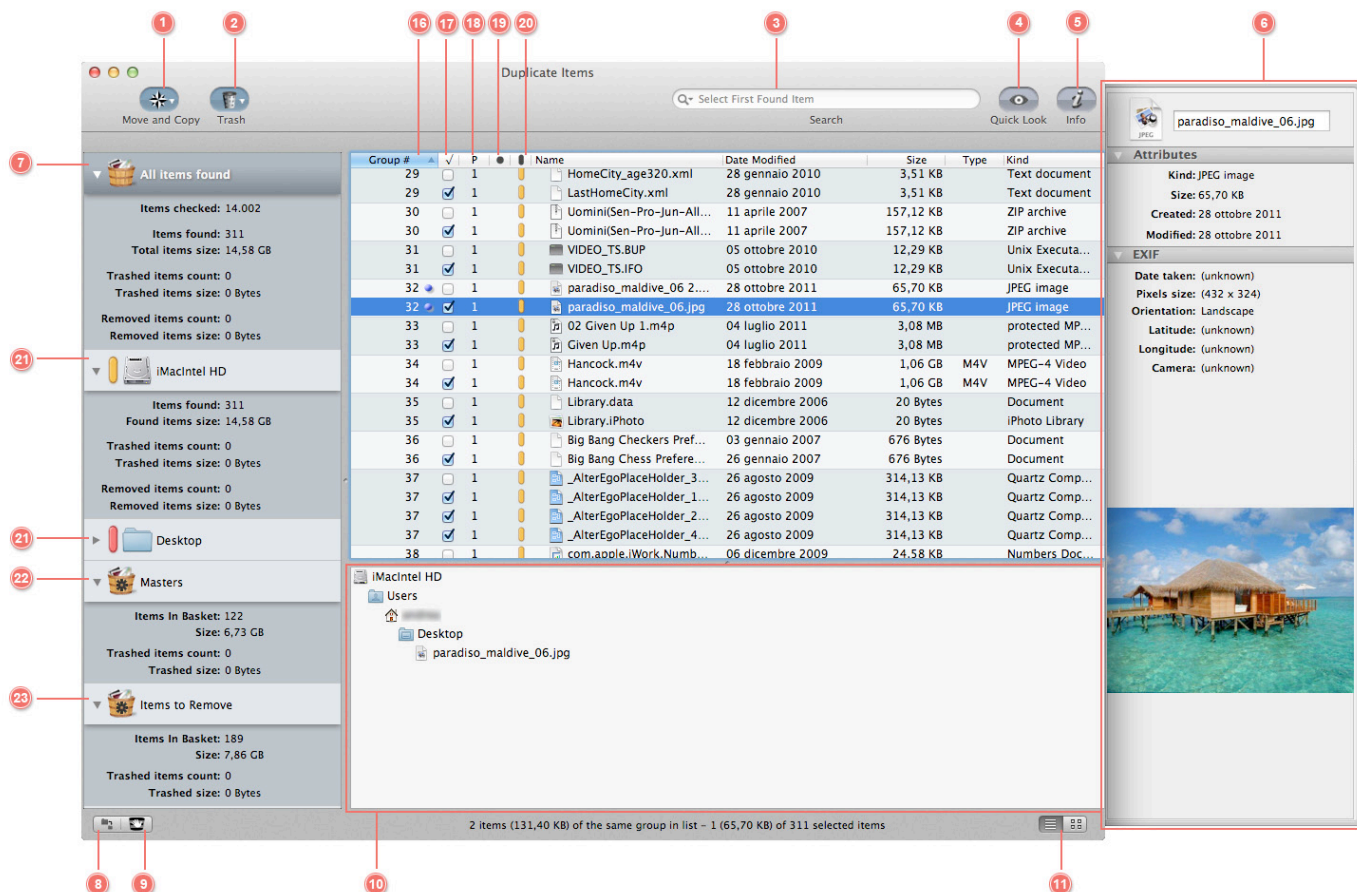 1 2 16 17 18 19 20 3 4 5 6
Duplicate Items
Move and Copy Trash
Select First Found Item
Search
Quick Look Info
JPEG
paradiso_maldive_06.jpg
Attributes
Kind: JPEG image
Size: 65,70 KB
Created: 28 ottobre 2011
Modified: 28 ottobre 2011
EXIF
Date taken: (unknown)
Pixels size: (432 x 324)
Orientation: Landscape
Latitude: (unknown)
Longitude: (unknown)
Camera: (unknown)
7
All items found
Items checked: 14.002
Items found: 311
Total items size: 14,58 GB
Trashed items count: 0
Trashed items size: 0 Bytes
Removed items count: 0
Removed items size: 0 Bytes
21
iMacIntel HD
Items found: 311
Found items size: 14,58 GB
Trashed items count: 0
Trashed items size: 0 Bytes
Removed items count: 0
Removed items size: 0 Bytes
21
Desktop
22
Masters
Items In Basket: 122
Size: 6,73 GB
Trashed items count: 0
Trashed size: 0 Bytes
23
Items to Remove
Items In Basket: 189
Size: 7,86 GB
Trashed items count: 0
Trashed size: 0 Bytes
Group # √ P Name Date Modified Size Type Kind
29 1 HomeCity_age320.xml 28 gennaio 2010 3,51 KB Text document
29 1 LastHomeCity.xml 28 gennaio 2010 3,51 KB Text document
30 1 Uomini(Sen-Pro-Jun-All... 11 aprile 2007 157,12 KB ZIP archive
30 1 Uomini(Sen-Pro-Jun-All... 11 aprile 2007 157,12 KB ZIP archive
31 1 VIDEO_TS.BUP 05 ottobre 2010 12,29 KB Unix Executa...
31 1 VIDEO_TS.IFO 05 ottobre 2010 12,29 KB Unix Executa...
32 1 paradiso_maldive_06 2.... 28 ottobre 2011 65,70 KB JPEG image
32 1 paradiso_maldive_06.jpg 28 ottobre 2011 65,70 KB JPEG image
33 1 02 Given Up 1.m4p 04 luglio 2011 3,08 MB protected MP...
33 1 Given Up.m4p 04 luglio 2011 3,08 MB protected MP...
34 1 Hancock.m4v 18 febbraio 2009 1,06 GB M4V MPEG-4 Video
34 1 Hancock.m4v 18 febbraio 2009 1,06 GB M4V MPEG-4 Video
35 1 Library.data 12 dicembre 2006 20 Bytes Document
35 1 Library.iPhoto 12 dicembre 2006 20 Bytes iPhoto Library
36 1 Big Bang Checkers Pref... 03 gennaio 2007 676 Bytes Document
36 1 Big Bang Chess Prefere... 26 gennaio 2007 676 Bytes Document
37 1 _AlterEgoPlaceHolder_3... 26 agosto 2009 314,13 KB Quartz Comp...
37 1 _AlterEgoPlaceHolder_1... 26 agosto 2009 314,13 KB Quartz Comp...
37 1 _AlterEgoPlaceHolder_2... 26 agosto 2009 314,13 KB Quartz Comp...
37 1 _AlterEgoPlaceHolder_4... 26 agosto 2009 314,13 KB Quartz Comp...
38 1 com.apple.iWork.Numb... 06 dicembre 2009 24,58 KB Numbers Doc...
iMacIntel HD
Users
Desktop
paradiso_maldive_06.jpg
2 items (131,40 KB) of the same group in list – 1 (65,70 KB) of 311 selected items
8 9 10 11